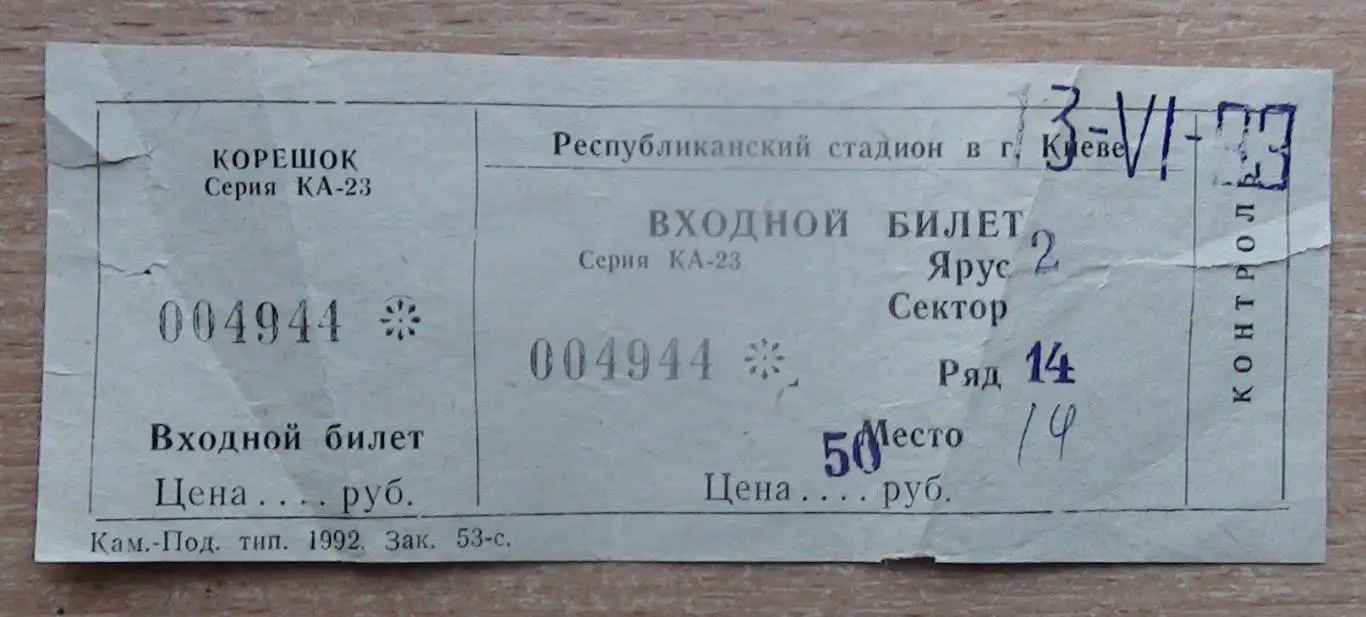 КОРЕШОК
Серия КА-23
004944
Входной билет
Цена .... руб.
Республиканский стадион в г. Киеве
13-VI-
ВХОДНОЙ БИЛЕТ
Серия КА-23
Ярус 2
Сектор
004944
Ряд 14
Место 14
50
Цена .... руб.
КОНТРОЛЬ
Кам.-Под. тип. 1992. Зак. 53-с.